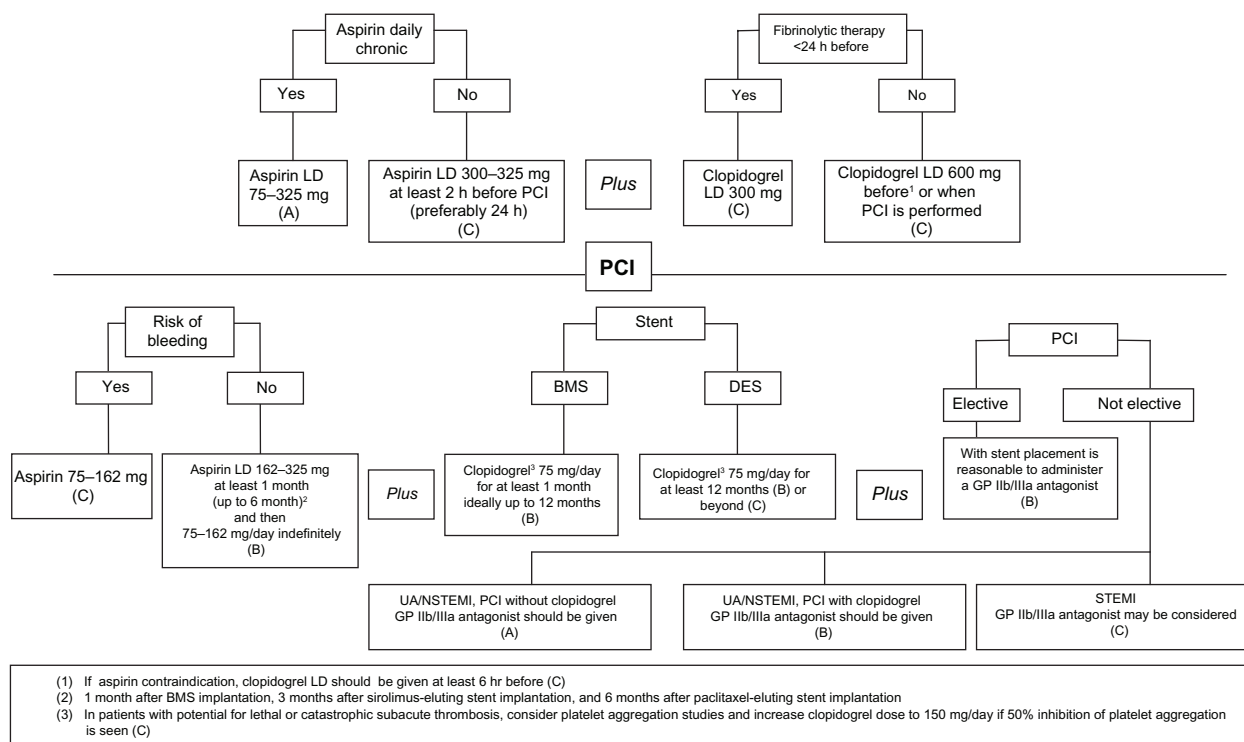 Aspirin daily
chronic
Yes
No
Aspirin LD
75–325 mg
(A)
Aspirin LD 300–325 mg
at least 2 h before PCI
(preferably 24 h)
(C)
Plus
Fibrinolytic therapy
<24 h before
Yes
No
Clopidogrel
LD 300 mg
(C)
Clopidogrel LD 600 mg
before¹ or when
PCI is performed
(C)
PCI
Risk of
bleeding
Yes
No
Aspirin 75–162 mg
(C)
Aspirin LD 162–325 mg
at least 1 month
(up to 6 month)²
and then
75–162 mg/day indefinitely
(B)
Plus
Stent
BMS
DES
Clopidogrel³ 75 mg/day
for at least 1 month
ideally up to 12 months
(B)
Clopidogrel³ 75 mg/day for
at least 12 months (B) or
beyond (C)
Plus
PCI
Elective
Not elective
With stent placement is
reasonable to administer
a GP IIb/IIIa antagonist
(B)
UA/NSTEMI, PCI without clopidogrel
GP IIb/IIIa antagonist should be given
(A)
UA/NSTEMI, PCI with clopidogrel
GP IIb/IIIa antagonist should be given
(B)
STEMI
GP IIb/IIIa antagonist may be considered
(C)
(1) If aspirin contraindication, clopidogrel LD should be given at least 6 hr before (C)
(2) 1 month after BMS implantation, 3 months after sirolimus-eluting stent implantation, and 6 months after paclitaxel-eluting stent implantation
(3) In patients with potential for lethal or catastrophic subacute thrombosis, consider platelet aggregation studies and increase clopidogrel dose to 150 mg/day if 50% inhibition of platelet aggregation
is seen (C)